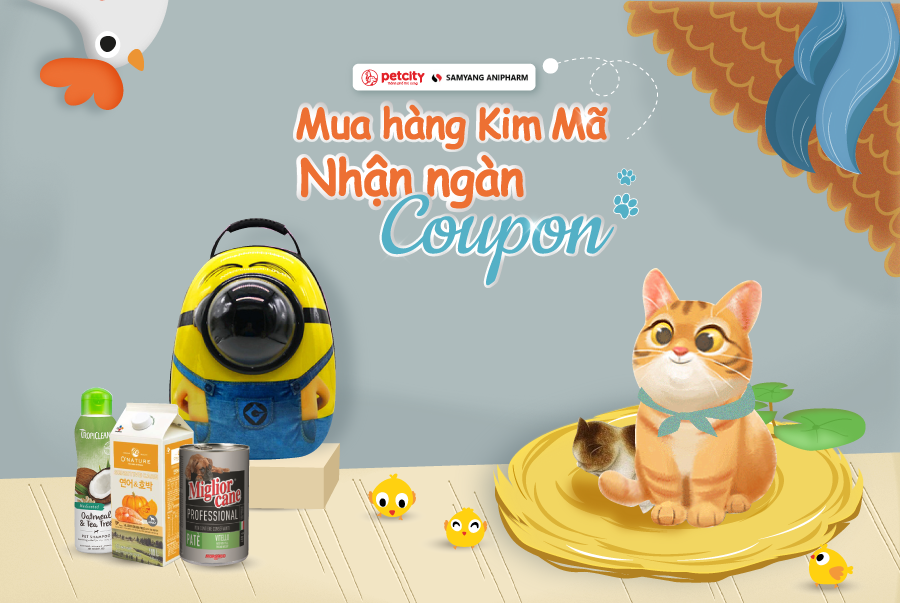 petcity SAMYANG ANIPHARM
Mua hàng Kim Mã
Nhận ngàn
Coupon
TROPICLEAN
Oatmeal
& Tea Tree
PET SHAMPOO
O'NATURE
연어&호박
Miglior
cane
PROFESSIONAL
PATÉ
VITELLO